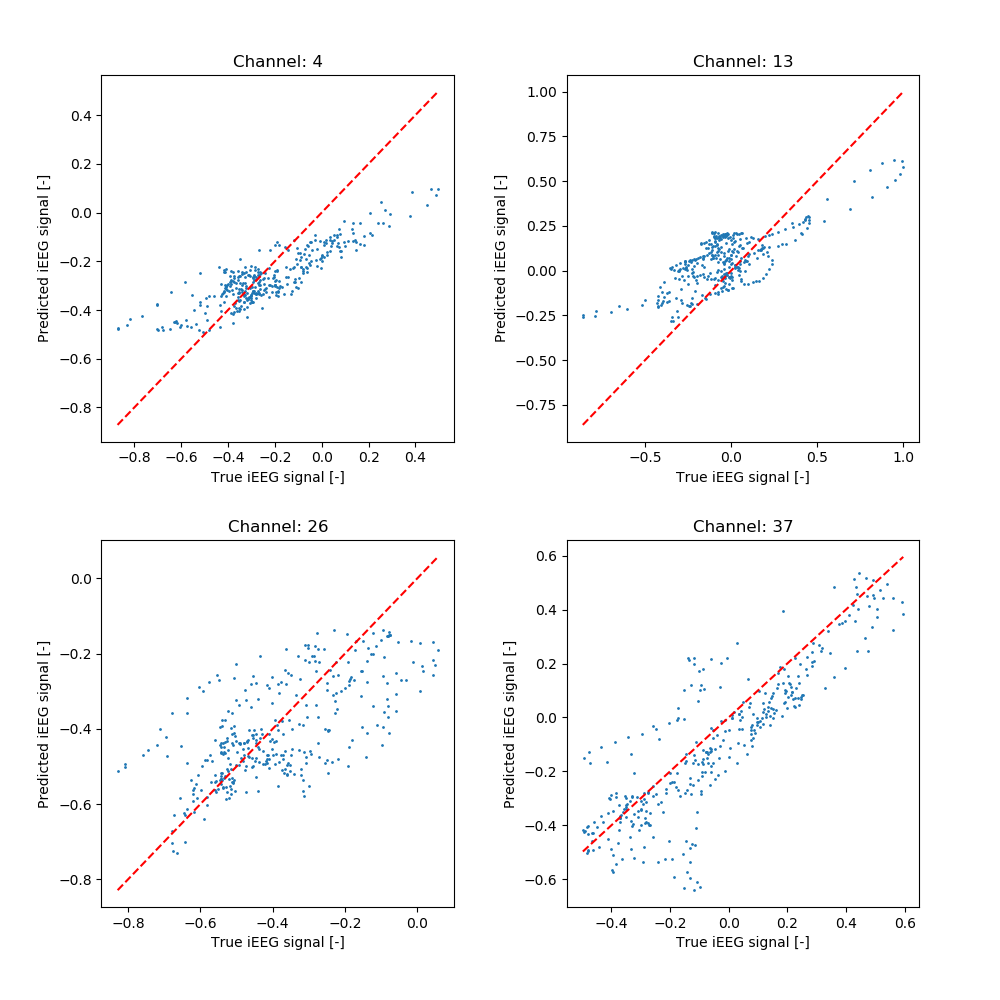 Channel: 4
Predicted iEEG signal [-]
0.4
0.2
0.0
−0.2
−0.4
−0.6
−0.8
−0.8 −0.6 −0.4 −0.2 0.0 0.2 0.4
True iEEG signal [-]
Channel: 13
Predicted iEEG signal [-]
1.00
0.75
0.50
0.25
0.00
−0.25
−0.50
−0.75
−0.5 0.0 0.5 1.0
True iEEG signal [-]
Channel: 26
Predicted iEEG signal [-]
0.0
−0.2
−0.4
−0.6
−0.8
−0.8 −0.6 −0.4 −0.2 0.0
True iEEG signal [-]
Channel: 37
Predicted iEEG signal [-]
0.6
0.4
0.2
0.0
−0.2
−0.4
−0.6
−0.4 −0.2 0.0 0.2 0.4 0.6
True iEEG signal [-]